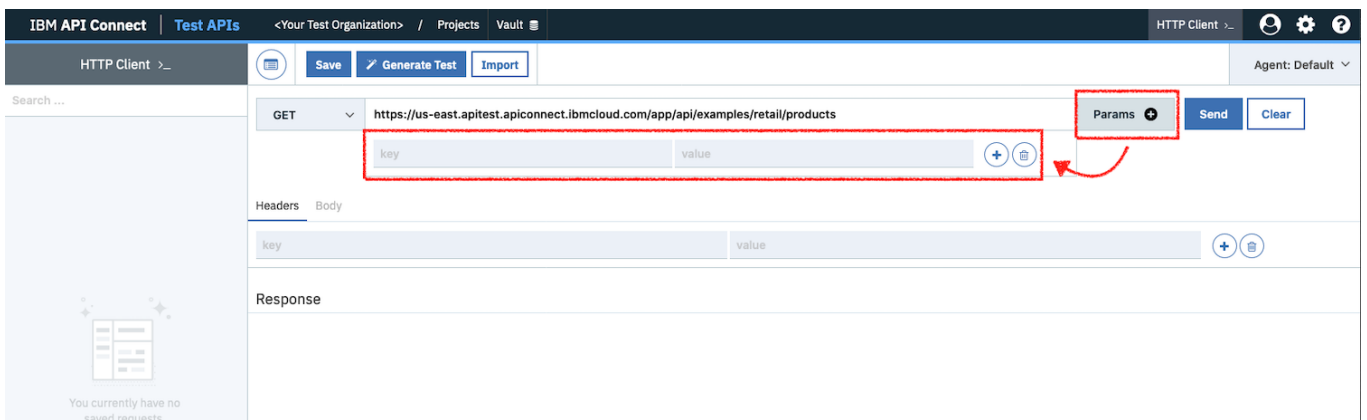 IBM API Connect | Test APIs <Your Test Organization> / Projects Vault HTTP Client >_
HTTP Client >_ Save Generate Test Import Agent: Default
Search ...
GET https://us-east.apitest.apiconnect.ibmcloud.com/app/api/examples/retail/products Params Send Clear
key value
Headers Body
key value
Response
You currently have no
saved requests